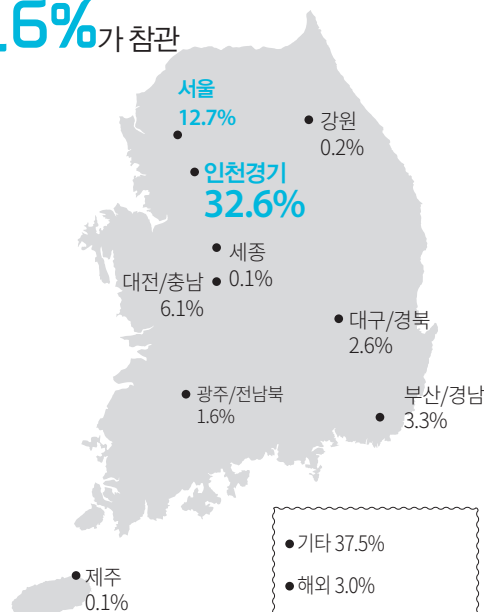 .6%가 참관
서울
12.7%
강원
0.2%
인천경기
32.6%
세종
0.1%
대전/충남
6.1%
대구/경북
2.6%
광주/전남북
1.6%
부산/경남
3.3%
기타 37.5%
해외 3.0%
제주
0.1%